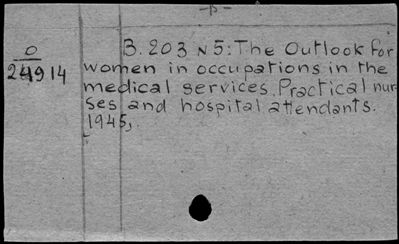 -15-
B. 203 N 5: The Outlook for
women in occupations in the
medical services. Practical nur-
ses and hospital attendants.
1945,
0
24914